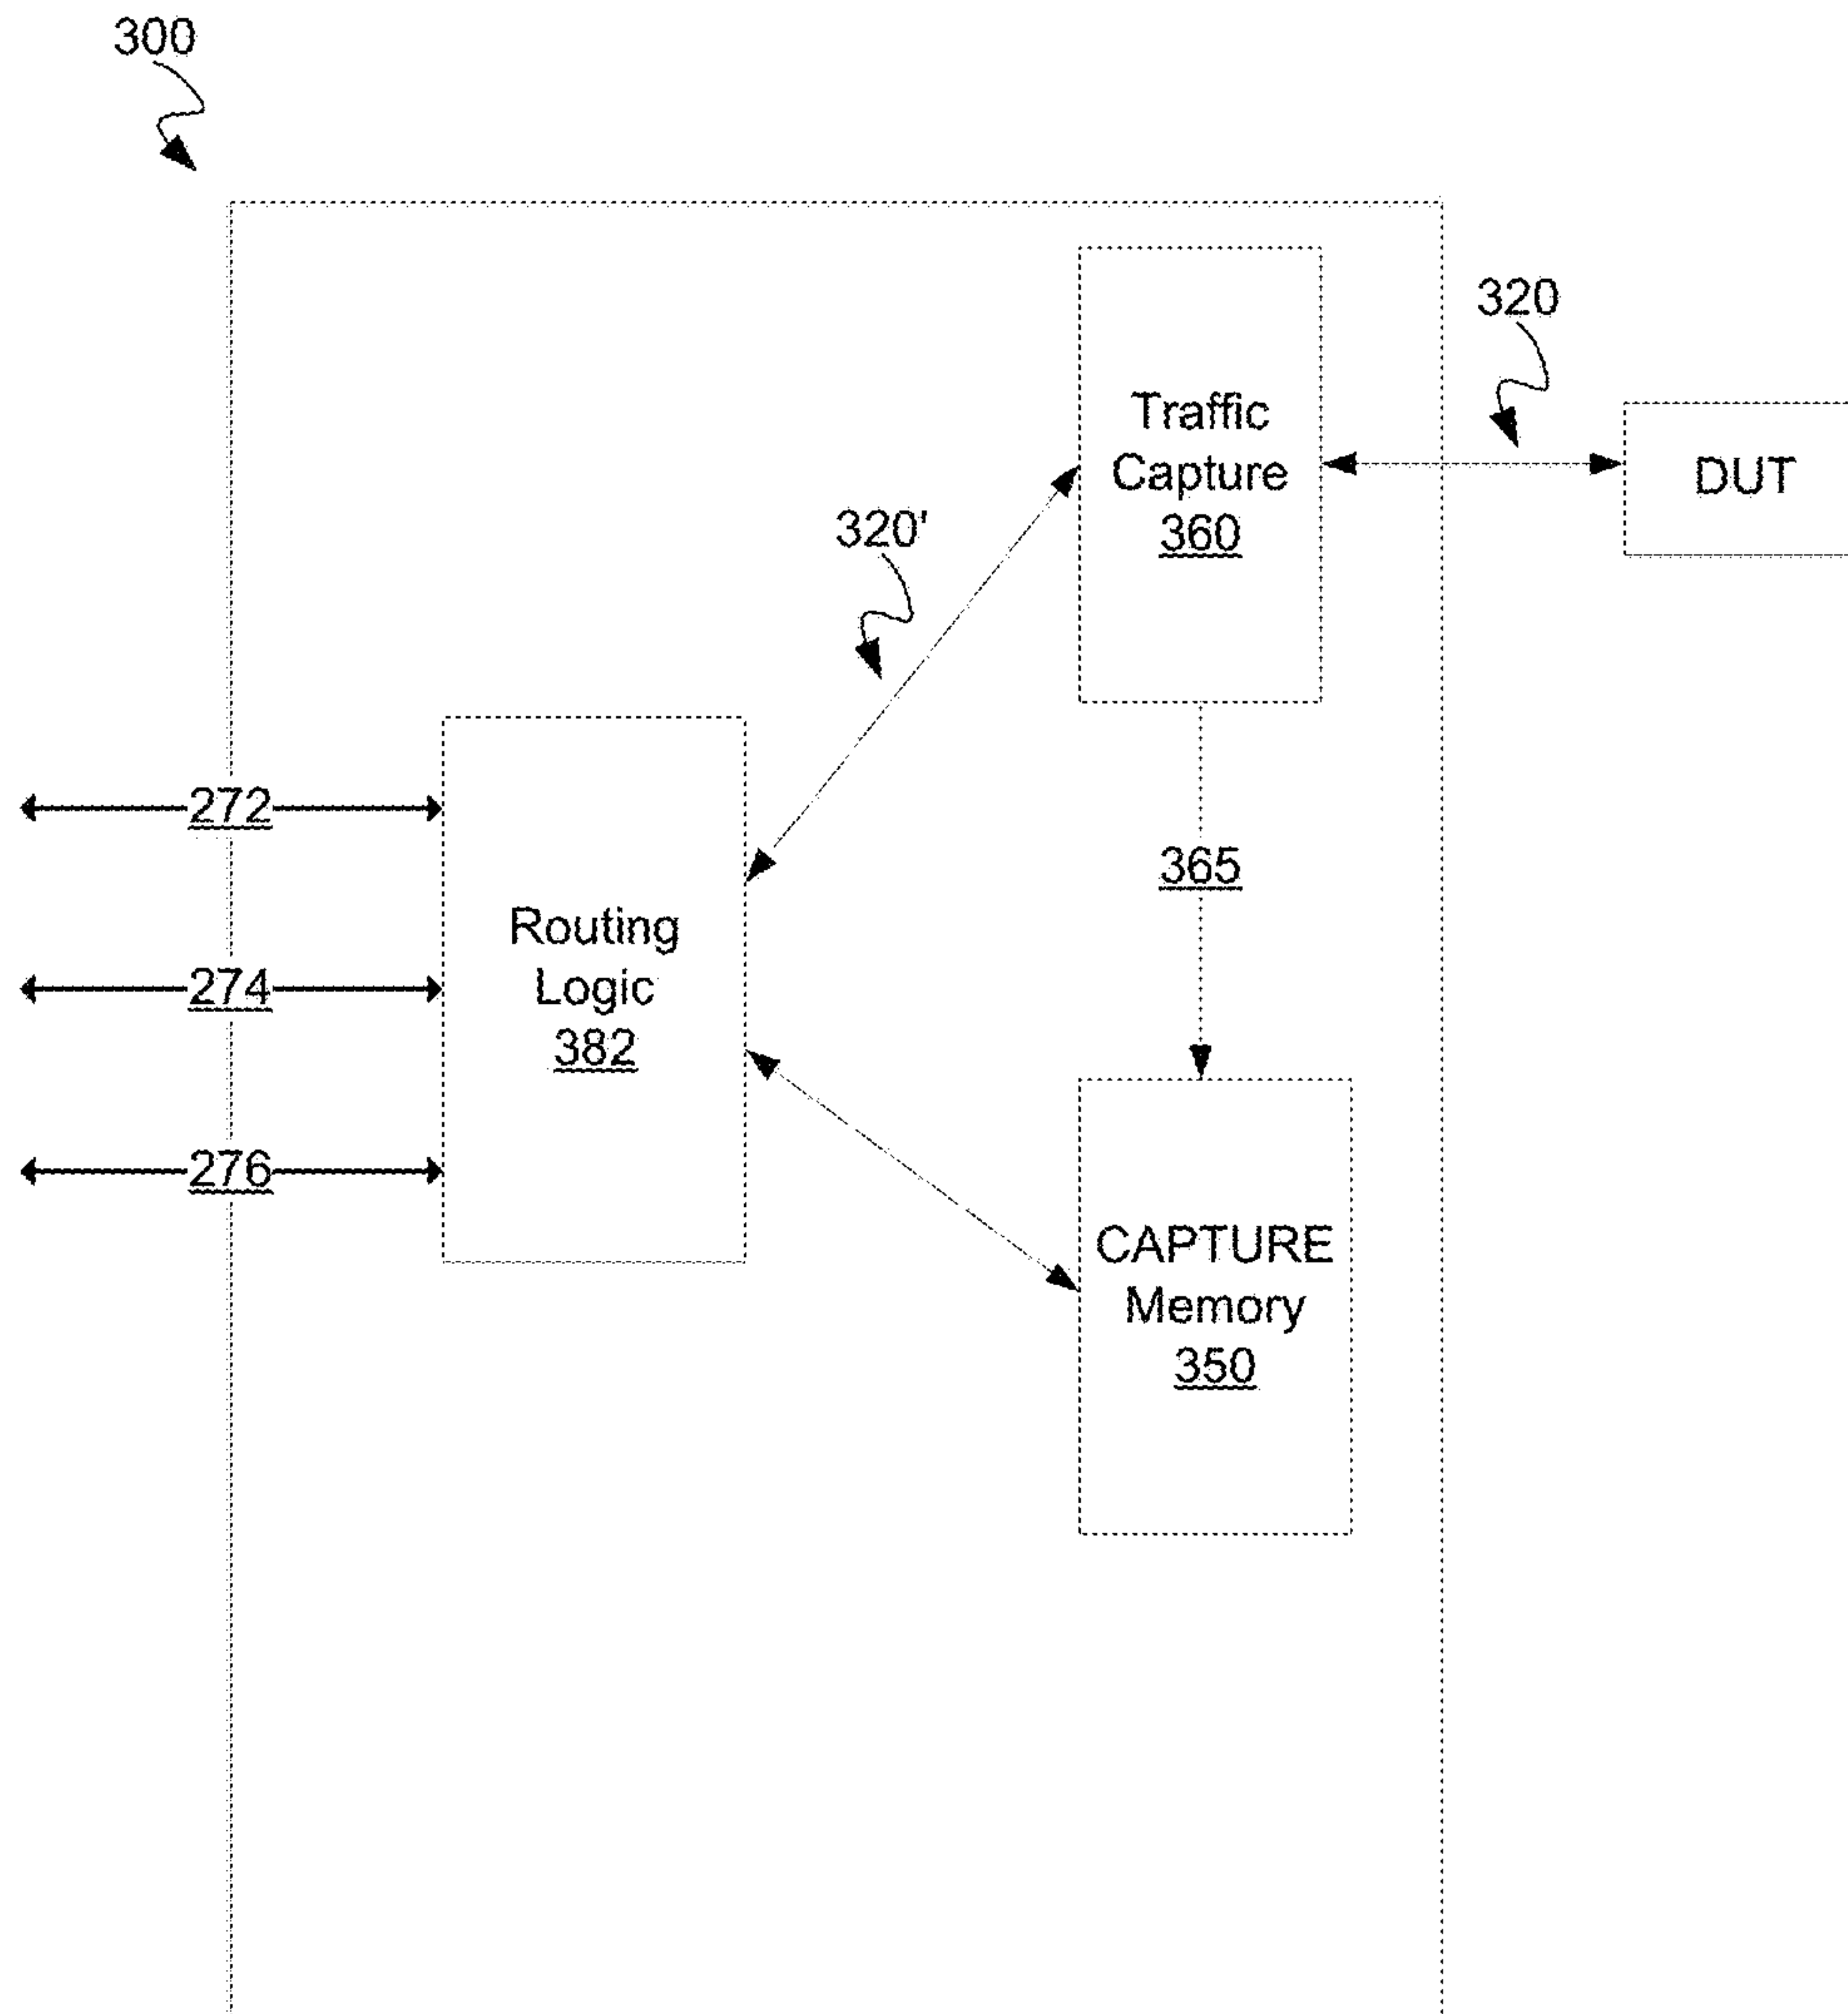 300
320
Traffic
Capture
360
DUT
320'
272
365
Routing
Logic
382
274
276
CAPTURE
Memory
350